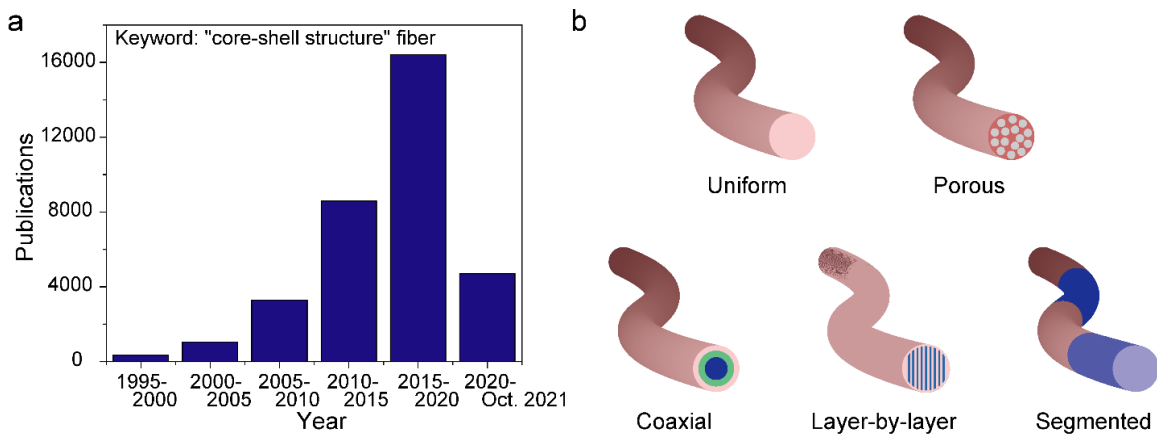 a
Keyword: "core-shell structure" fiber
Publications
16000
12000
8000
4000
0
1995-
2000
2000-
2005
2005-
2010
2010-
2015
2015-
2020
2020-
Oct. 2021
Year
b
Uniform
Porous
Coaxial
Layer-by-layer
Segmented